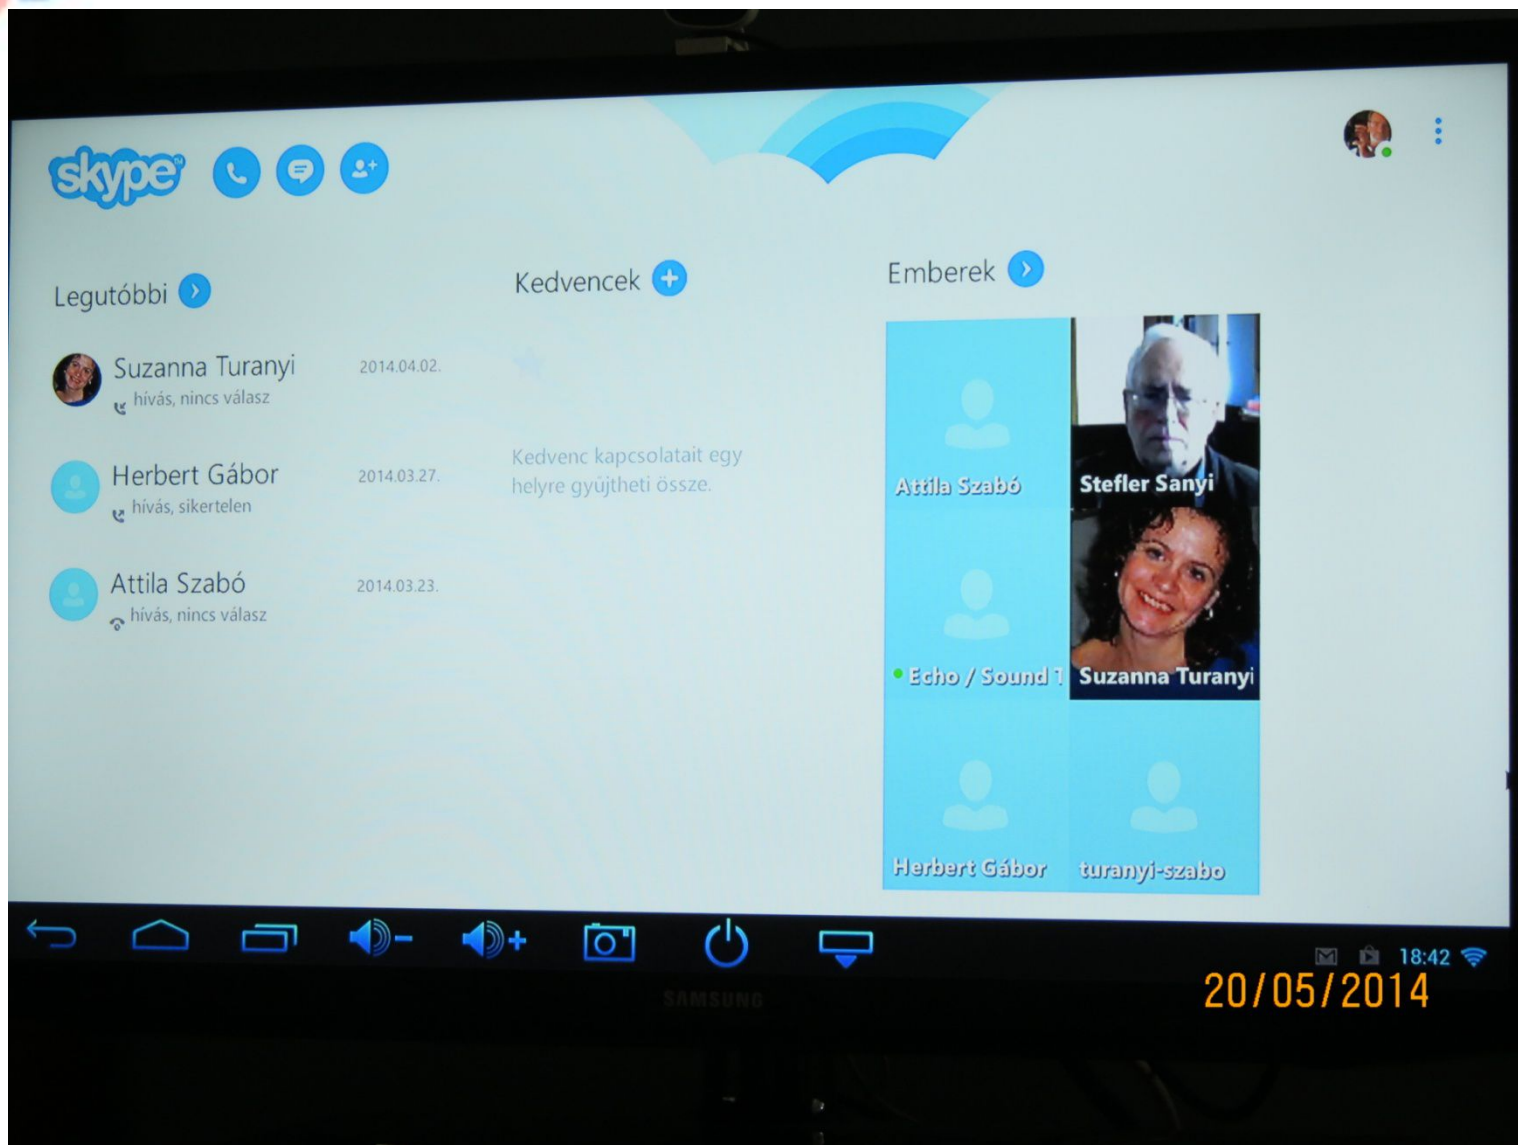 skype™
Legutóbbi
Suzanna Turanyi
2014.04.02.
hívás, nincs válasz
Herbert Gábor
2014.03.27.
hívás, sikertelen
Attila Szabó
2014.03.23.
hívás, nincs válasz
Kedvencek
Kedvenc kapcsolatait egy
helyre gyűjtheti össze.
Emberek
Attila Szabó
Stefler Sanyi
Echo / Sound T
Suzanna Turanyi
Herbert Gábor
turanyi-szabo
18:42
SAMSUNG
20/05/2014